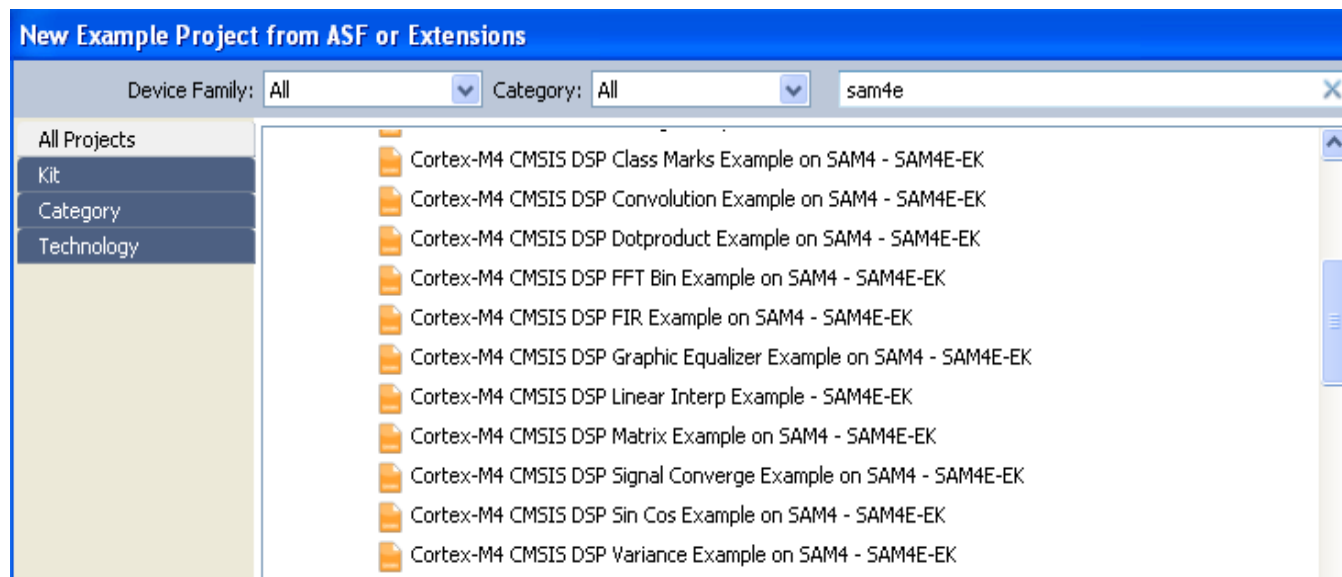 New Example Project from ASF or Extensions
Device Family: All Category: All sam4e
All Projects
Kit
Category
Technology
Cortex-M4 CMSIS DSP Class Marks Example on SAM4 - SAM4E-EK
Cortex-M4 CMSIS DSP Convolution Example on SAM4 - SAM4E-EK
Cortex-M4 CMSIS DSP Dotproduct Example on SAM4 - SAM4E-EK
Cortex-M4 CMSIS DSP FFT Bin Example on SAM4 - SAM4E-EK
Cortex-M4 CMSIS DSP FIR Example on SAM4 - SAM4E-EK
Cortex-M4 CMSIS DSP Graphic Equalizer Example on SAM4 - SAM4E-EK
Cortex-M4 CMSIS DSP Linear Interp Example - SAM4E-EK
Cortex-M4 CMSIS DSP Matrix Example on SAM4 - SAM4E-EK
Cortex-M4 CMSIS DSP Signal Converge Example on SAM4 - SAM4E-EK
Cortex-M4 CMSIS DSP Sin Cos Example on SAM4 - SAM4E-EK
Cortex-M4 CMSIS DSP Variance Example on SAM4 - SAM4E-EK